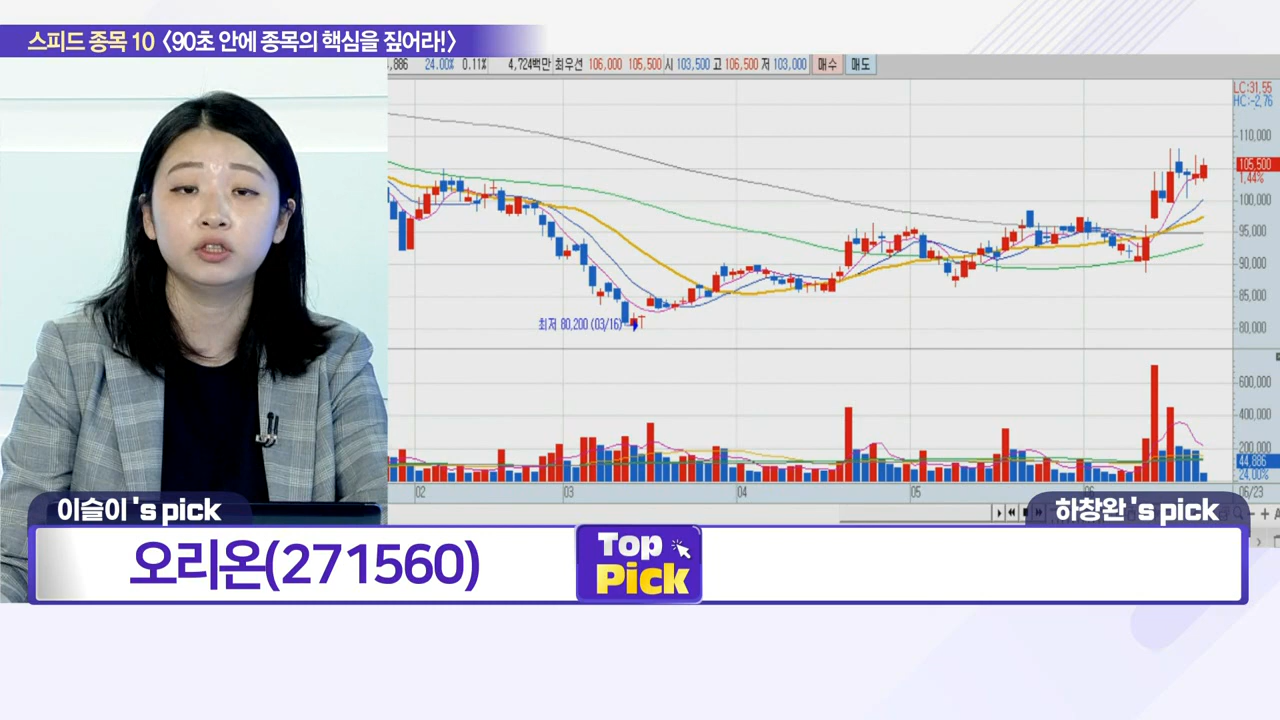 스피드 종목 10 <90초 안에 종목의 핵심을 짚어라!>
,886 24.00% 0.11% 4,724백만 최우선 106,000 105,500 시 103,500 고 106,500 저 103,000 매수 매도
LC:31,55
HC:-2,76
110,000
105,500
1,44%
100,000
95,000
90,000
85,000
80,000
최저 80,200 (03/16)
600,000
400,000
200,000
44,886
24,00%
02 03 04 05 06 06/23
이슬이 's pick
하창완 's pick
오리온(271560)
Top
Pick